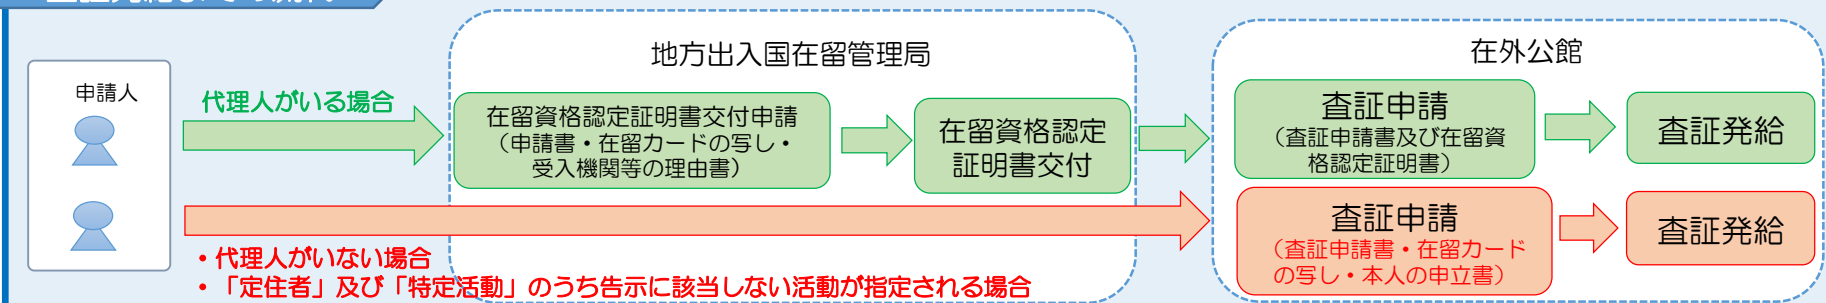 地方出入国在留管理局
在外公館
申請人
代理人がいる場合
在留資格認定証明書交付申請
（申請書・在留カードの写し・
受入機関等の理由書）
在留資格認定
証明書交付
査証申請
（査証申請書及び在留資
格認定証明書）
査証発給
査証申請
（査証申請書・在留カード
の写し・本人の申立書）
査証発給
・代理人がいない場合
・「定住者」及び「特定活動」のうち告示に該当しない活動が指定される場合